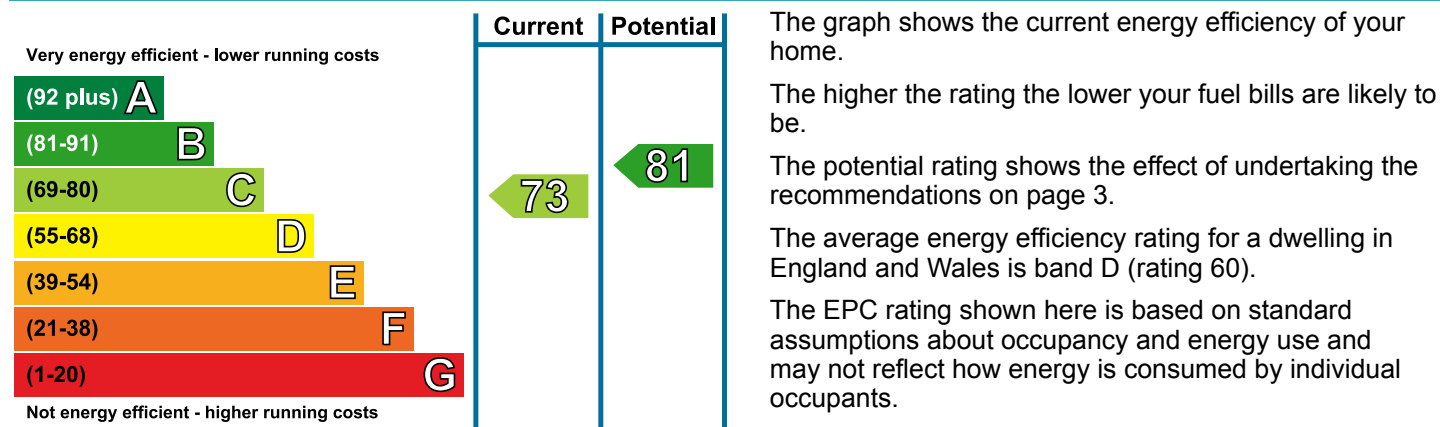 Current Potential
Very energy efficient - lower running costs
(92 plus) A
(81-91) B
(69-80) C
(55-68) D
(39-54) E
(21-38) F
(1-20) G
Not energy efficient - higher running costs
73
81
The graph shows the current energy efficiency of your
home.
The higher the rating the lower your fuel bills are likely to
be.
The potential rating shows the effect of undertaking the
recommendations on page 3.
The average energy efficiency rating for a dwelling in
England and Wales is band D (rating 60).
The EPC rating shown here is based on standard
assumptions about occupancy and energy use and
may not reflect how energy is consumed by individual
occupants.